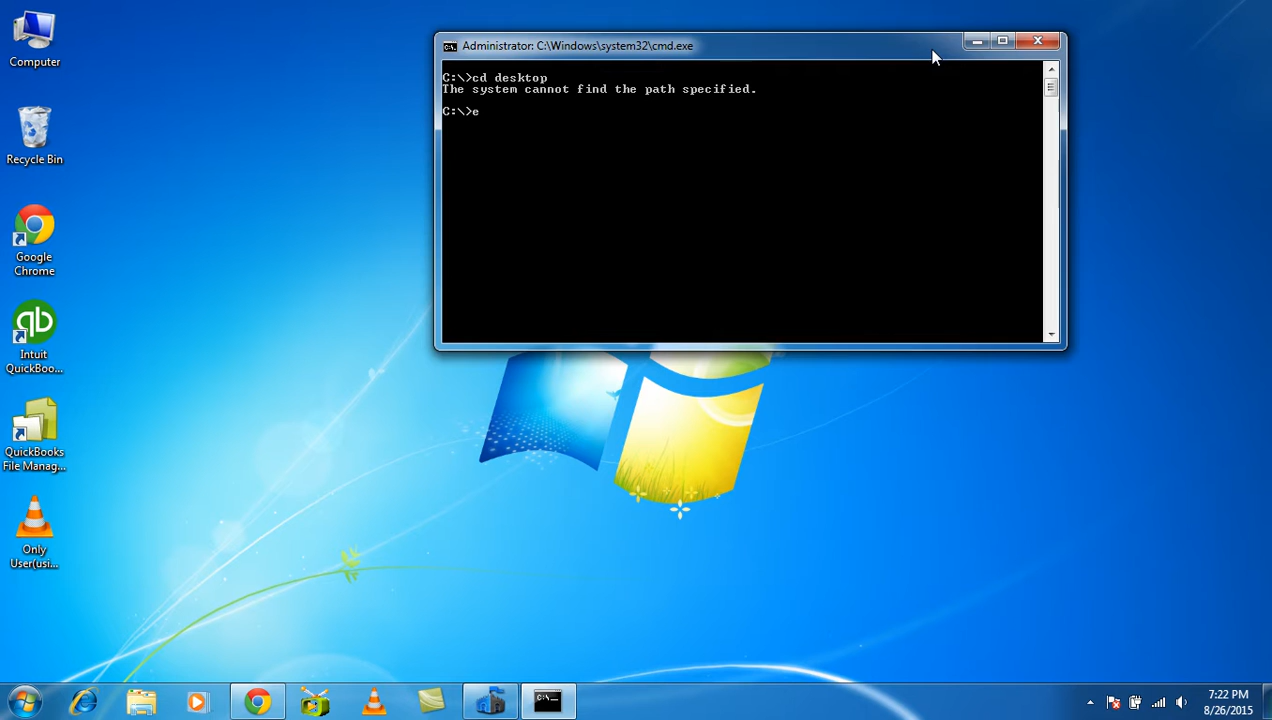 Computer
Recycle Bin
Google
Chrome
Intuit
QuickBoo...
QuickBooks
File Manag...
Only
User(usi...
Administrator: C:\Windows\system32\cmd.exe
C:\>cd desktop
The system cannot find the path specified.
C:\>e
C:\_
7:22 PM
8/26/2015